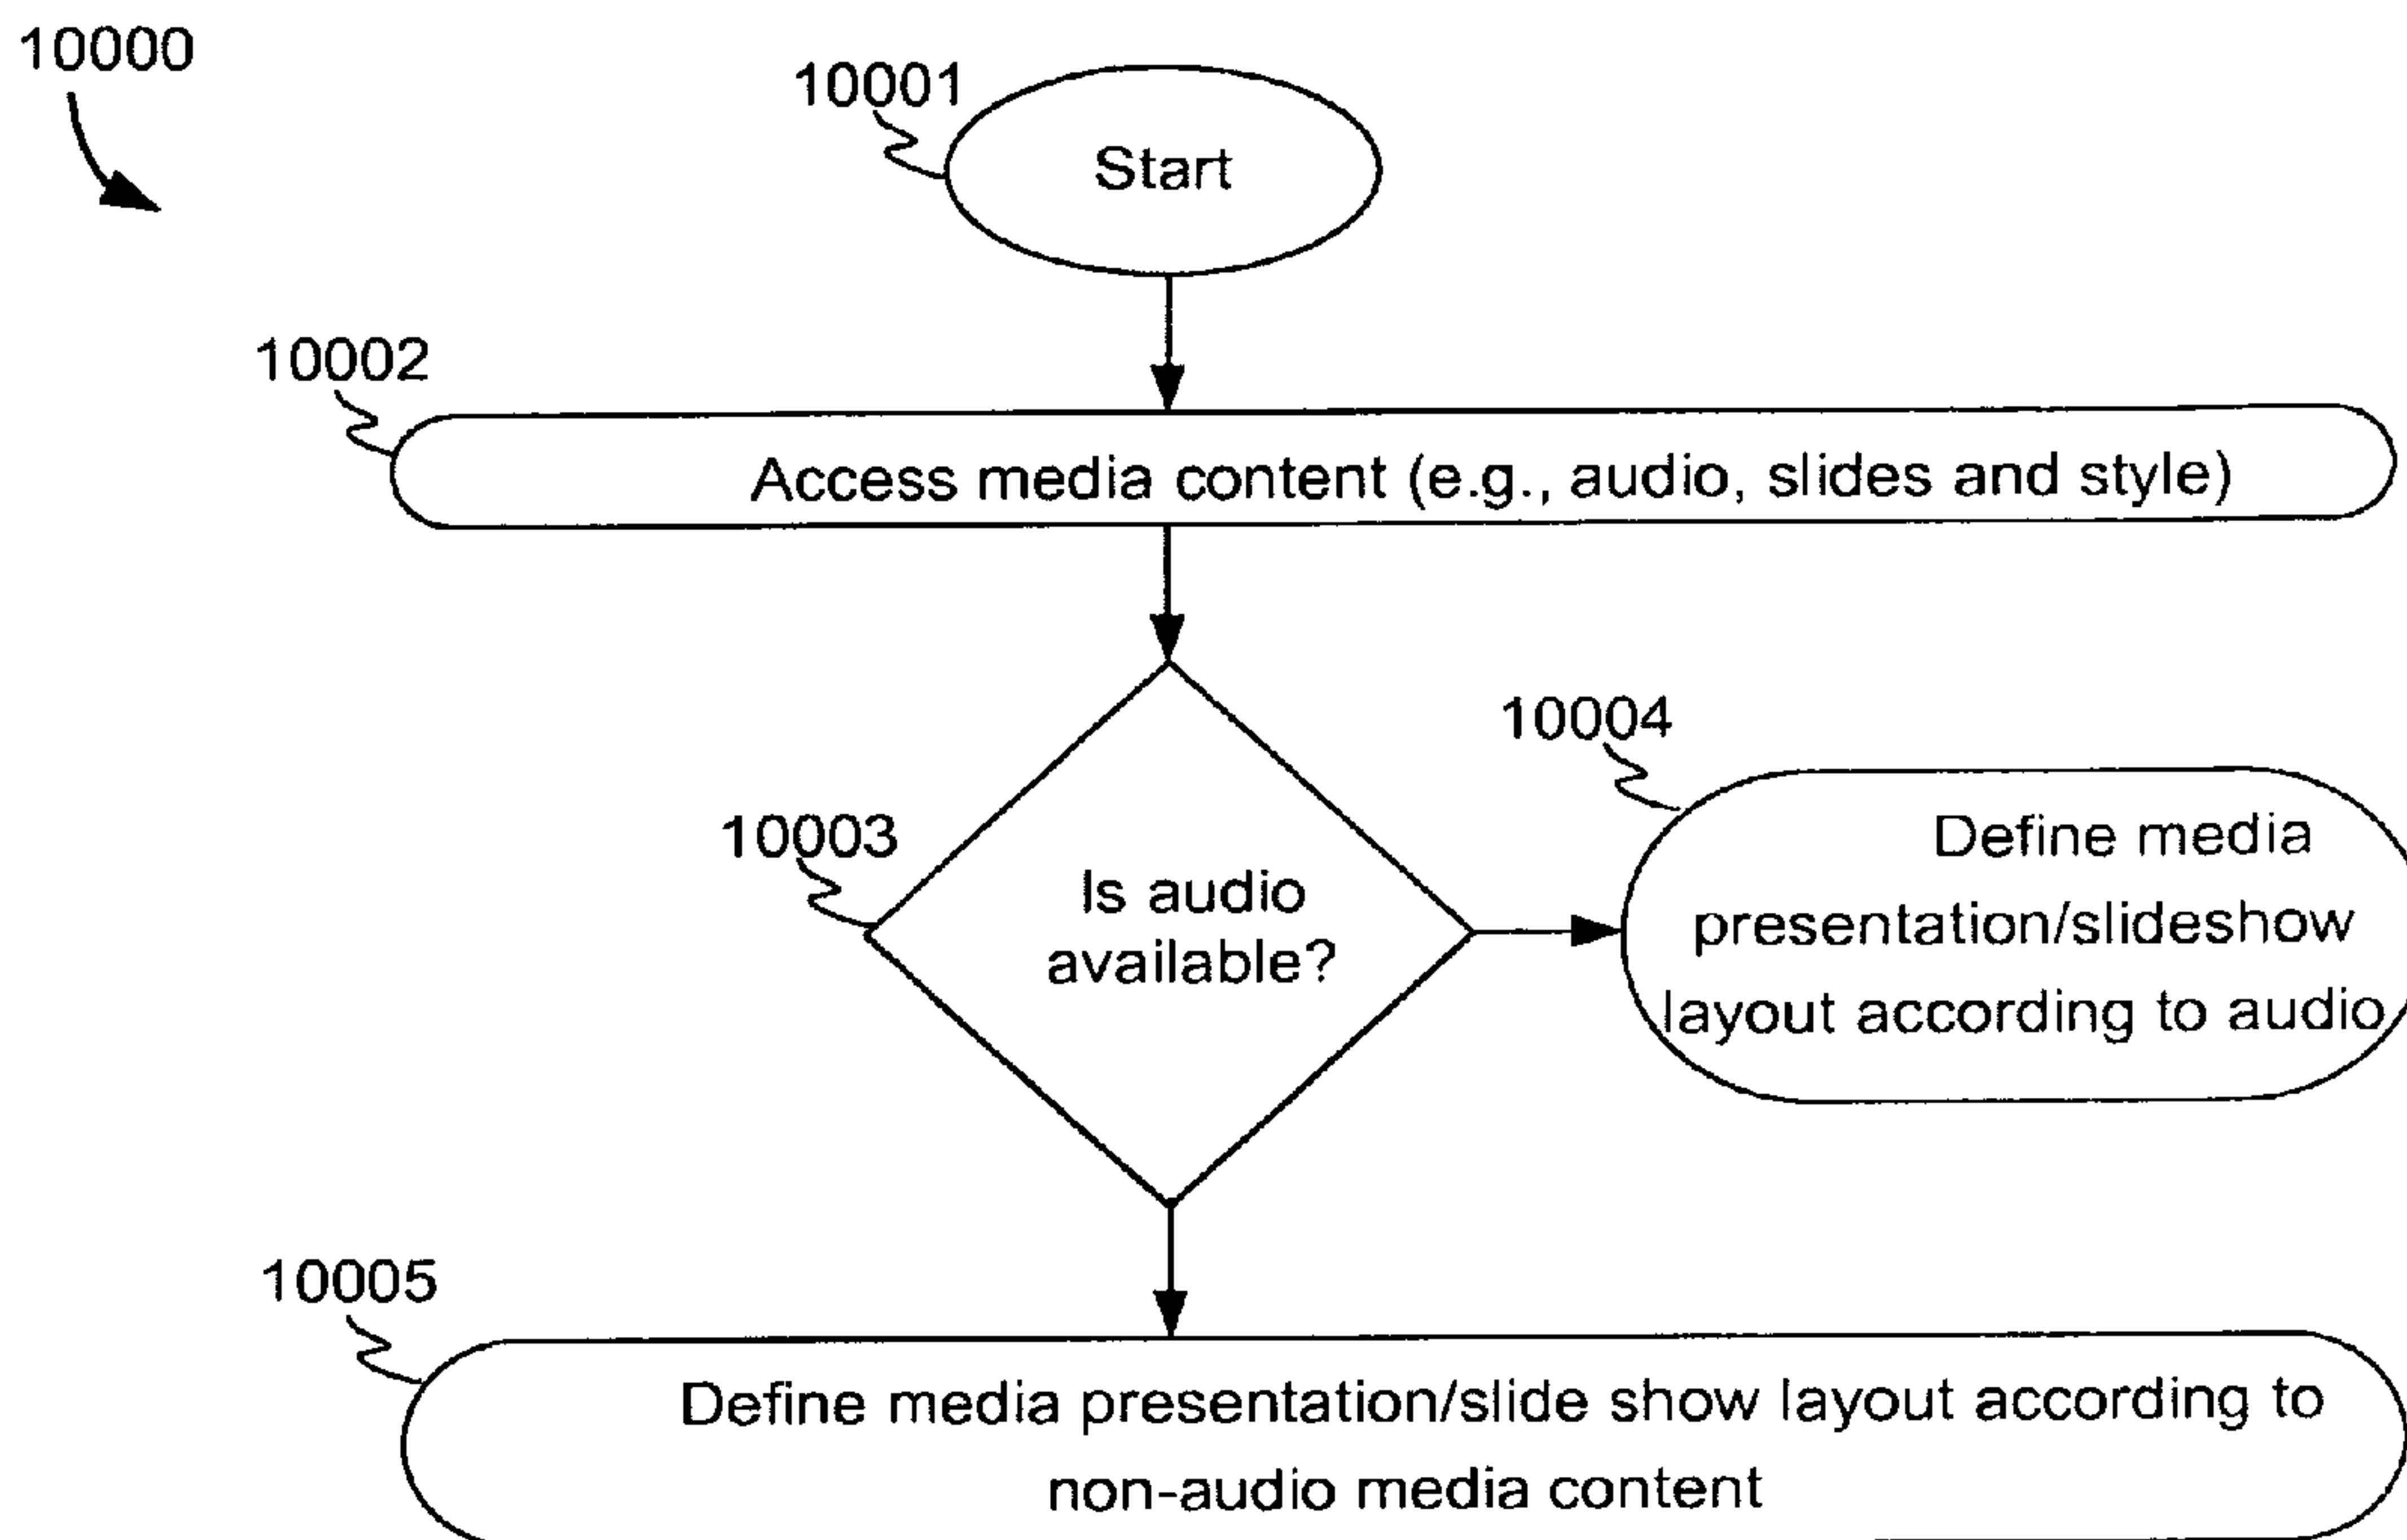 10000
10001
Start
10002
Access media content (e.g., audio, slides and style)
10003
Is audio
available?
10004
Define media
presentation/slideshow
layout according to audio
10005
Define media presentation/slide show layout according to
non-audio media content